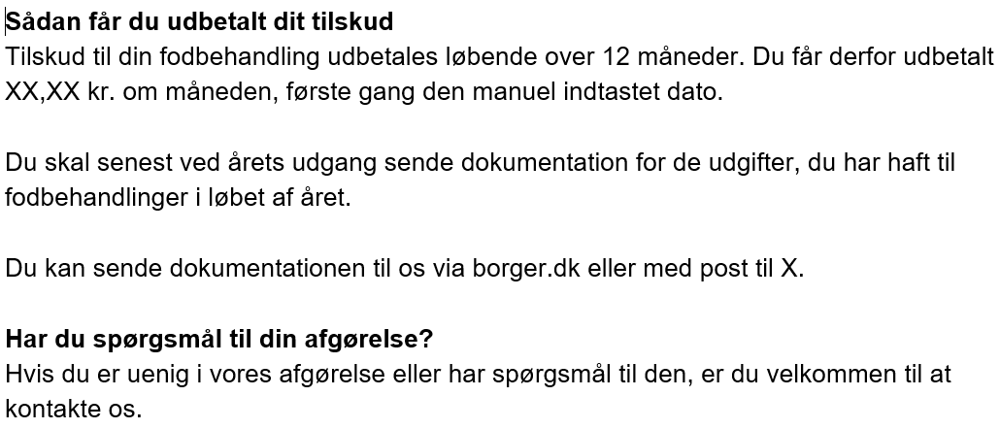 Sådan får du udbetalt dit tilskud
Tilskud til din fodbehandling udbetales løbende over 12 måneder. Du får derfor udbetalt
XX,XX kr. om måneden, første gang den manuel indtastet dato.
Du skal senest ved årets udgang sende dokumentation for de udgifter, du har haft til
fodbehandlinger i løbet af året.
Du kan sende dokumentationen til os via borger.dk eller med post til X.
Har du spørgsmål til din afgørelse?
Hvis du er uenig i vores afgørelse eller har spørgsmål til den, er du velkommen til at
kontakte os.